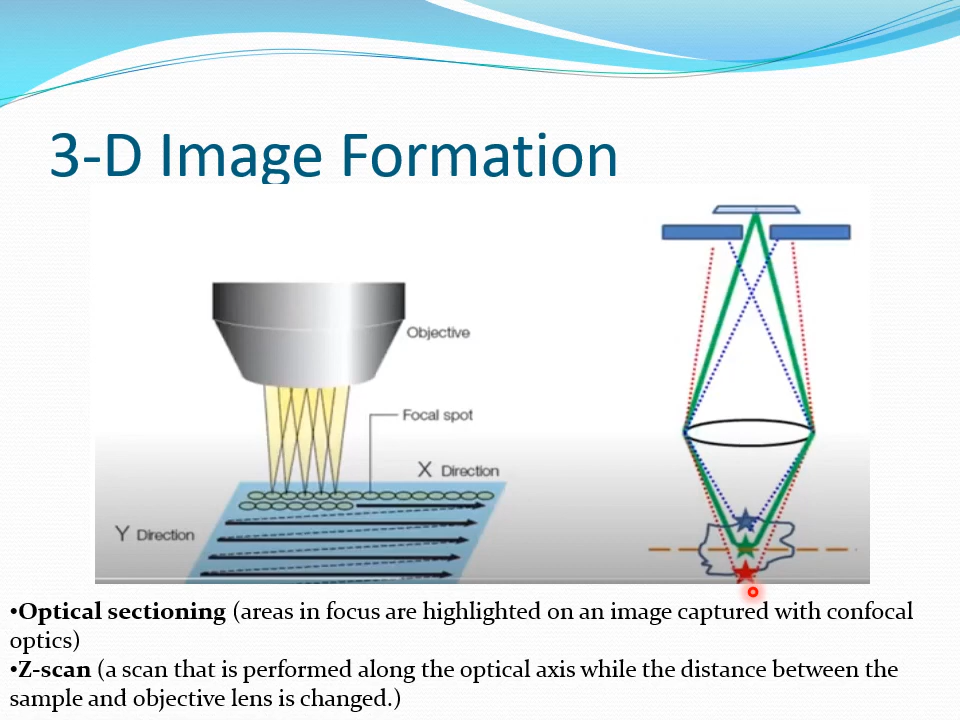 3-D Image Formation
Objective
Focal spot
X Direction
Y Direction
•Optical sectioning (areas in focus are highlighted on an image captured with confocal
optics)
•Z-scan (a scan that is performed along the optical axis while the distance between the
sample and objective lens is changed.)